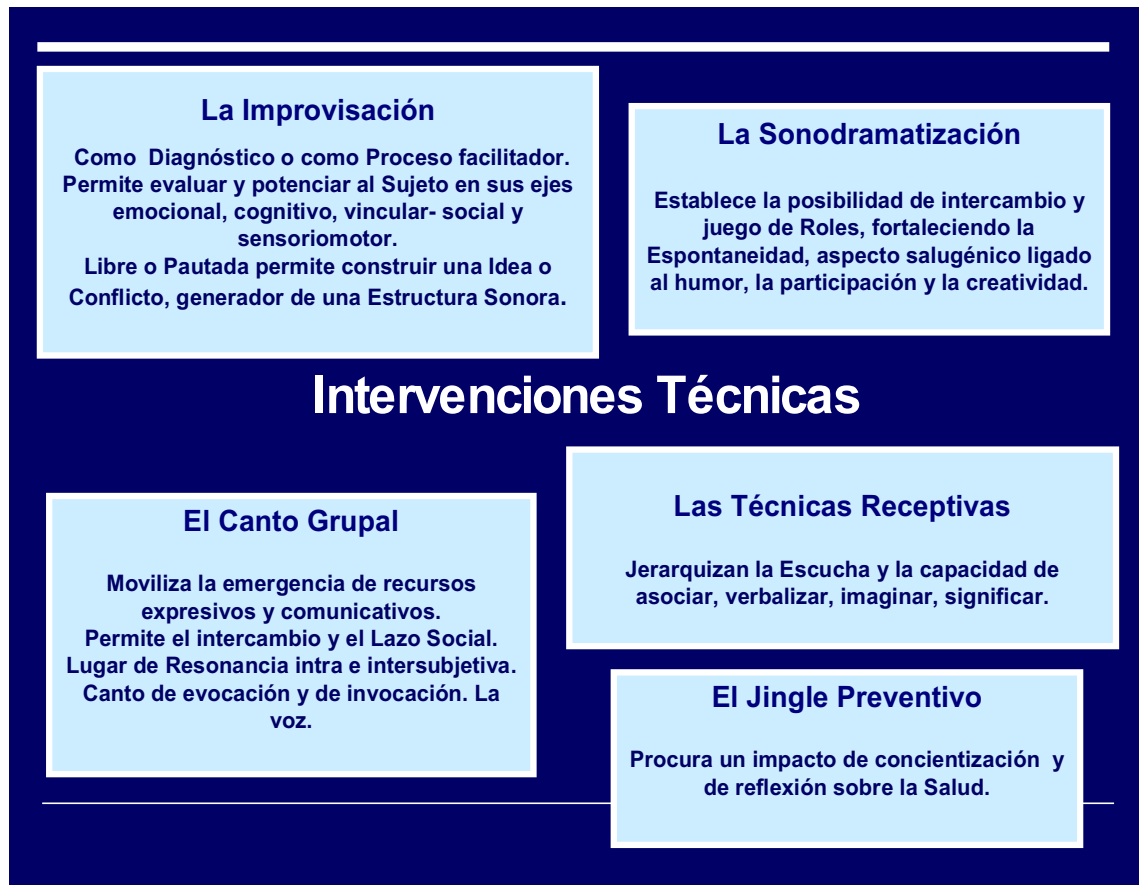 La Improvisación
Como Diagnóstico o como Proceso facilitador.
Permite evaluar y potenciar al Sujeto en sus ejes
emocional, cognitivo, vincular- social y
sensoriomotor.
Libre o Pautada permite construir una Idea o
Conflicto, generador de una Estructura Sonora.
La Sonodramatización
Establece la posibilidad de intercambio y
juego de Roles, fortaleciendo la
Espontaneidad, aspecto salugénico ligado
al humor, la participación y la creatividad.
Intervenciones Técnicas
El Canto Grupal
Moviliza la emergencia de recursos
expresivos y comunicativos.
Permite el intercambio y el Lazo Social.
Lugar de Resonancia intra e intersubjetiva.
Canto de evocación y de invocación. La
voz.
Las Técnicas Receptivas
Jerarquizan la Escucha y la capacidad de
asociar, verbalizar, imaginar, significar.
El Jingle Preventivo
Procura un impacto de concientización y
de reflexión sobre la Salud.